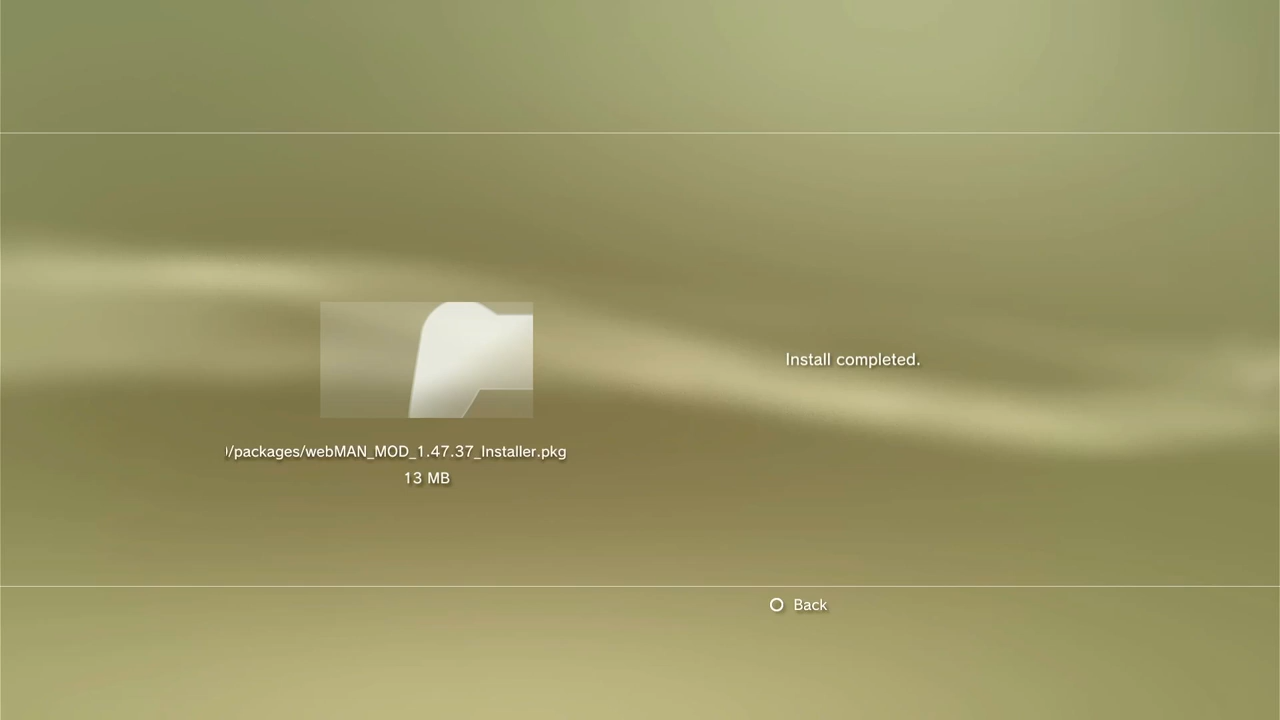 Install completed.
/packages/webMAN_MOD_1.47.37_Installer.pkg
13 MB
Back